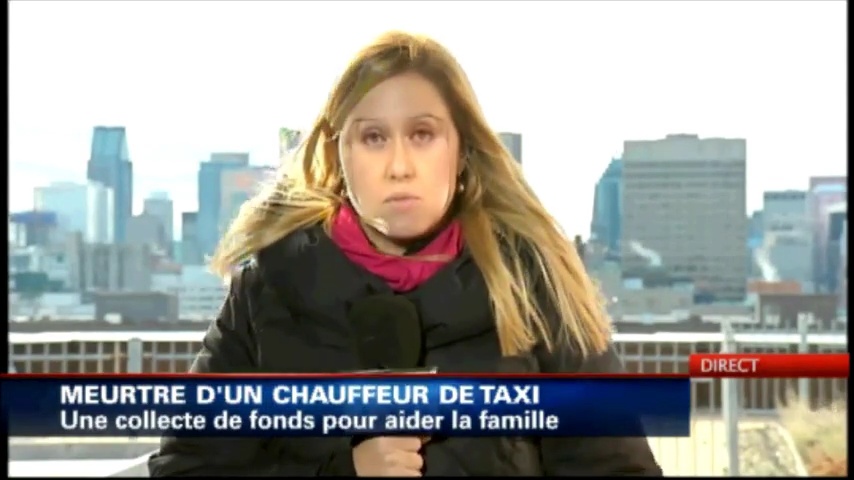 DIRECT
MEURTRE D'UN CHAUFFEUR DE TAXI
Une collecte de fonds pour aider la famille